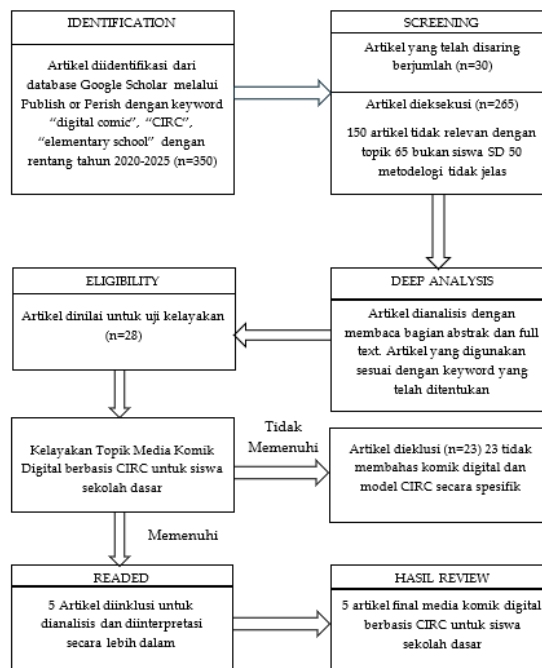 IDENTIFICATION
Artikel diidentifikasi dari
database Google Scholar melalui
Publish or Perish dengan keyword
“digital comic”, “CIRC”,
“elementary school” dengan
rentang tahun 2020-2025 (n=350)
SCREENING
Artikel yang telah disaring
berjumlah (n=30)
Artikel dieksekusi (n=265)
150 artikel tidak relevan dengan
topik 65 bukan siswa SD 50
metodelogi tidak jelas
DEEP ANALYSIS
Artikel dianalisis dengan
membaca bagian abstrak dan full
text. Artikel yang digunakan
sesuai dengan keyword yang
telah ditentukan
ELIGIBILITY
Artikel dinilai untuk uji kelayakan
(n=28)
Kelayakan Topik Media Komik
Digital berbasis CIRC untuk siswa
sekolah dasar
Tidak
Memenuhi
Artikel dieklusi (n=23) 23 tidak
membahas komik digital dan
model CIRC secara spesifik
Memenuhi
READED
5 Artikel diinklusi untuk
dianalisis dan diinterpretasi
secara lebih dalam
HASIL REVIEW
5 artikel final media komik digital
berbasis CIRC untuk siswa
sekolah dasar